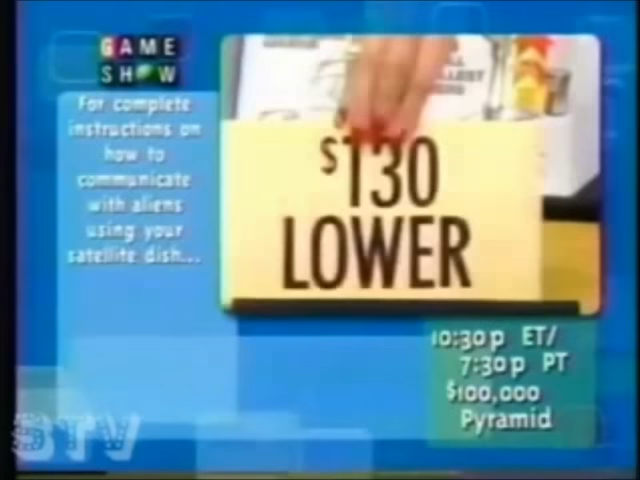 GAME
SHOW
For complete
instructions on
how to
communicate
with aliens
using your
satellite dish...
$130
LOWER
10:30p ET/
7:30p PT
$100,000
Pyramid
STV